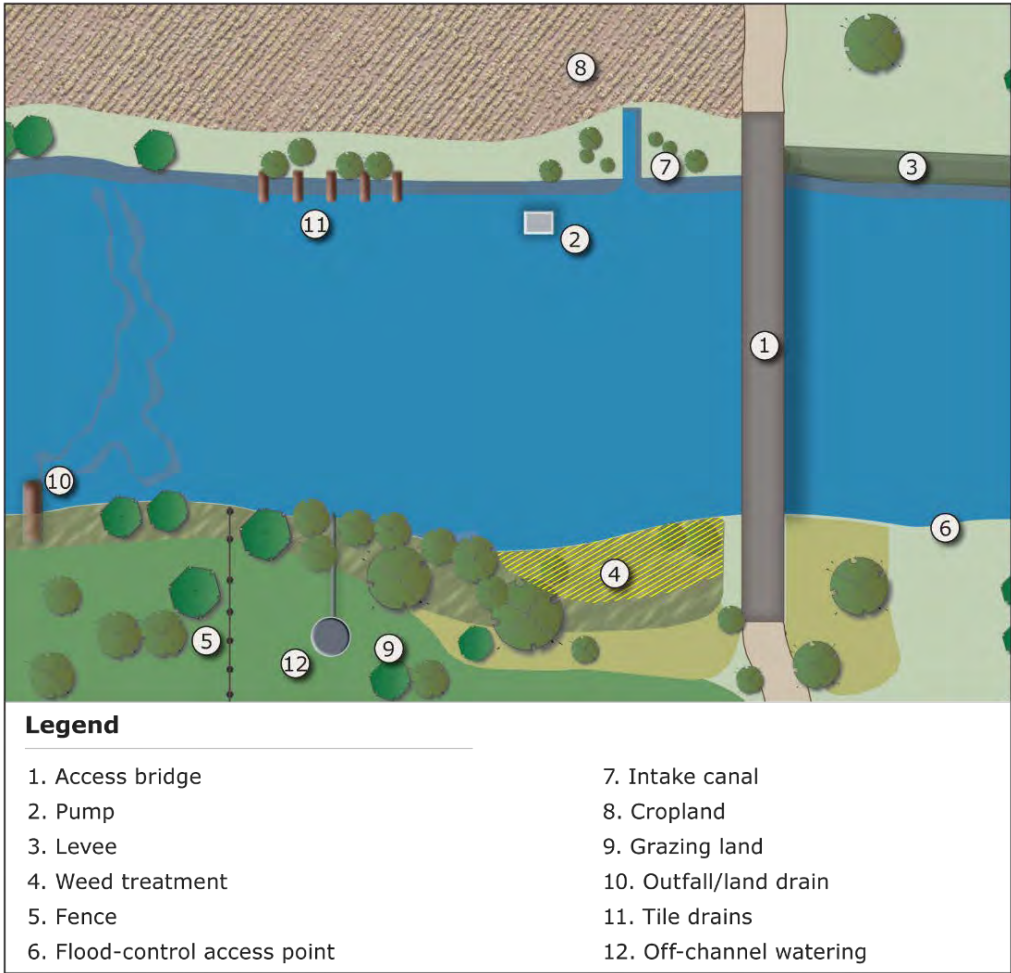 8
7
3
11
2
1
10
6
4
5
12
9
Legend
1. Access bridge
2. Pump
3. Levee
4. Weed treatment
5. Fence
6. Flood-control access point
7. Intake canal
8. Cropland
9. Grazing land
10. Outfall/land drain
11. Tile drains
12. Off-channel watering